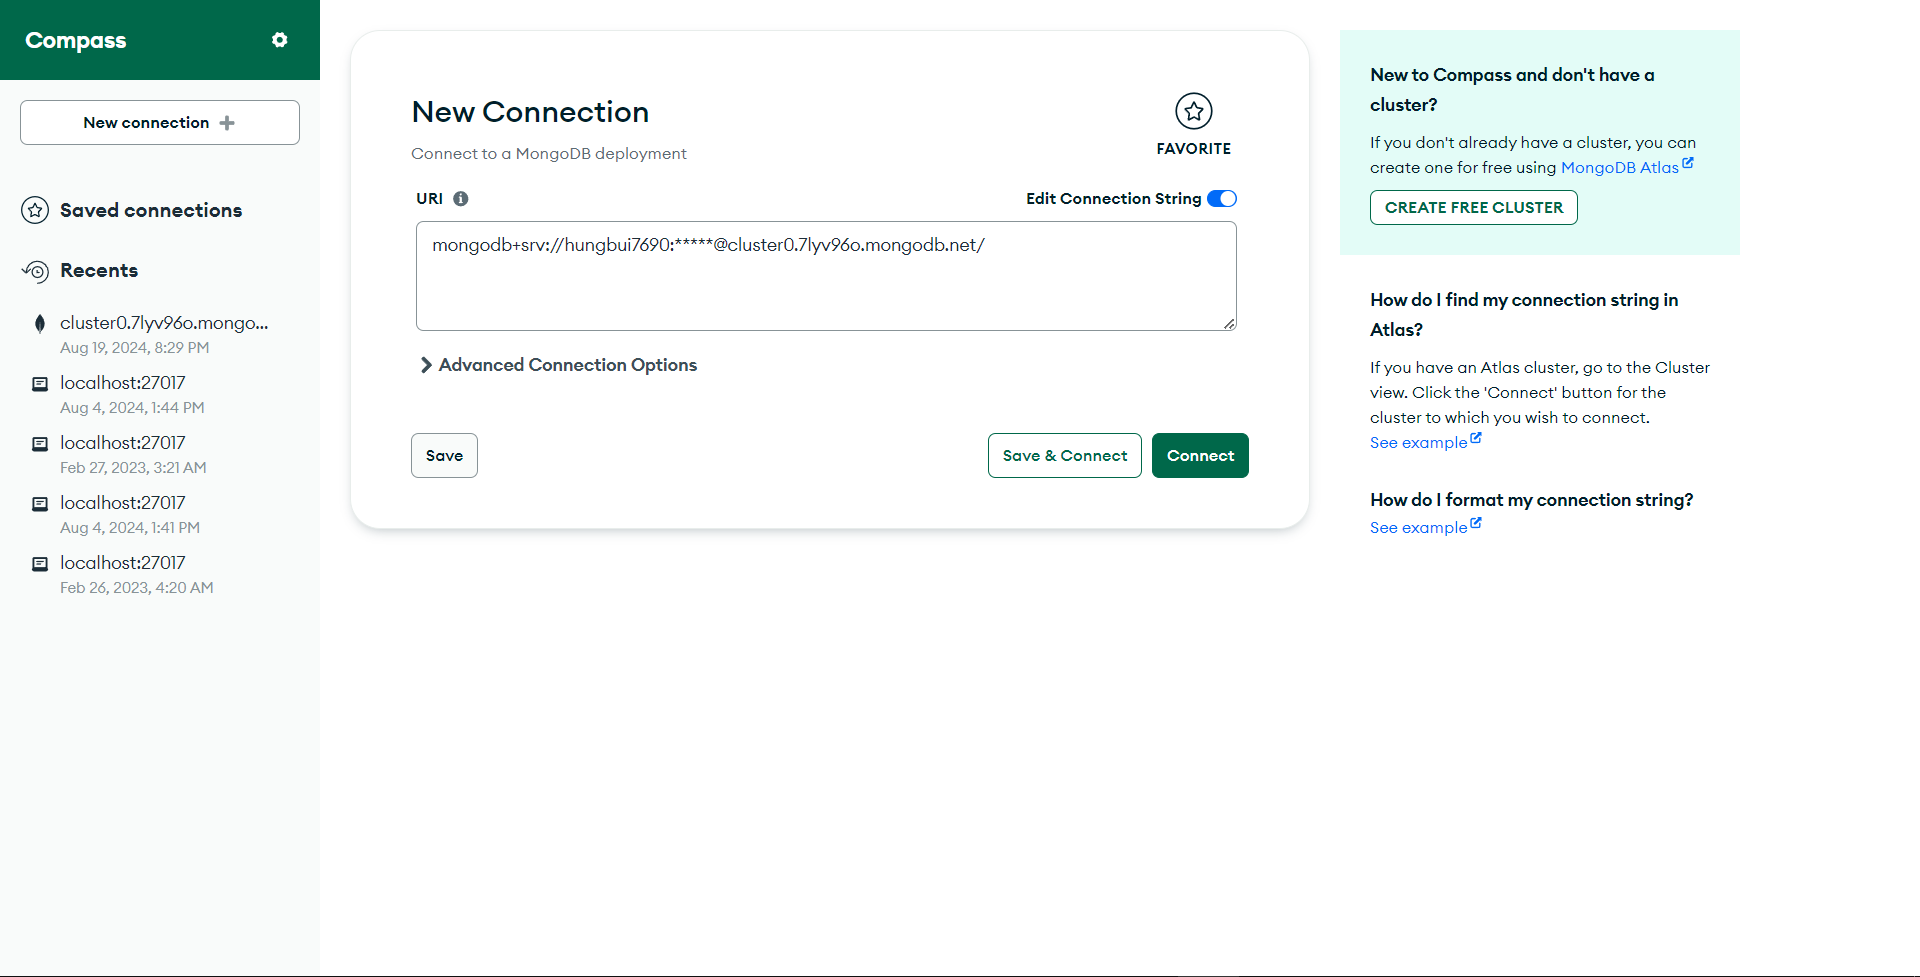 Compass
New connection
Saved connections
Recents
cluster0.7lyv96o.mongo...
Aug 19, 2024, 8:29 PM
localhost:27017
Aug 4, 2024, 1:44 PM
localhost:27017
Feb 27, 2023, 3:21 AM
localhost:27017
Aug 4, 2024, 1:41 PM
localhost:27017
Feb 26, 2023, 4:20 AM
New Connection
Connect to a MongoDB deployment
FAVORITE
URI
Edit Connection String
mongodb+srv://hungbui7690:*****@cluster0.7lyv96o.mongodb.net/
Advanced Connection Options
Save
Save & Connect
Connect
New to Compass and don't have a
cluster?
If you don't already have a cluster, you can
create one for free using MongoDB Atlas
CREATE FREE CLUSTER
How do I find my connection string in
Atlas?
If you have an Atlas cluster, go to the Cluster
view. Click the 'Connect' button for the
cluster to which you wish to connect.
See example
How do I format my connection string?
See example